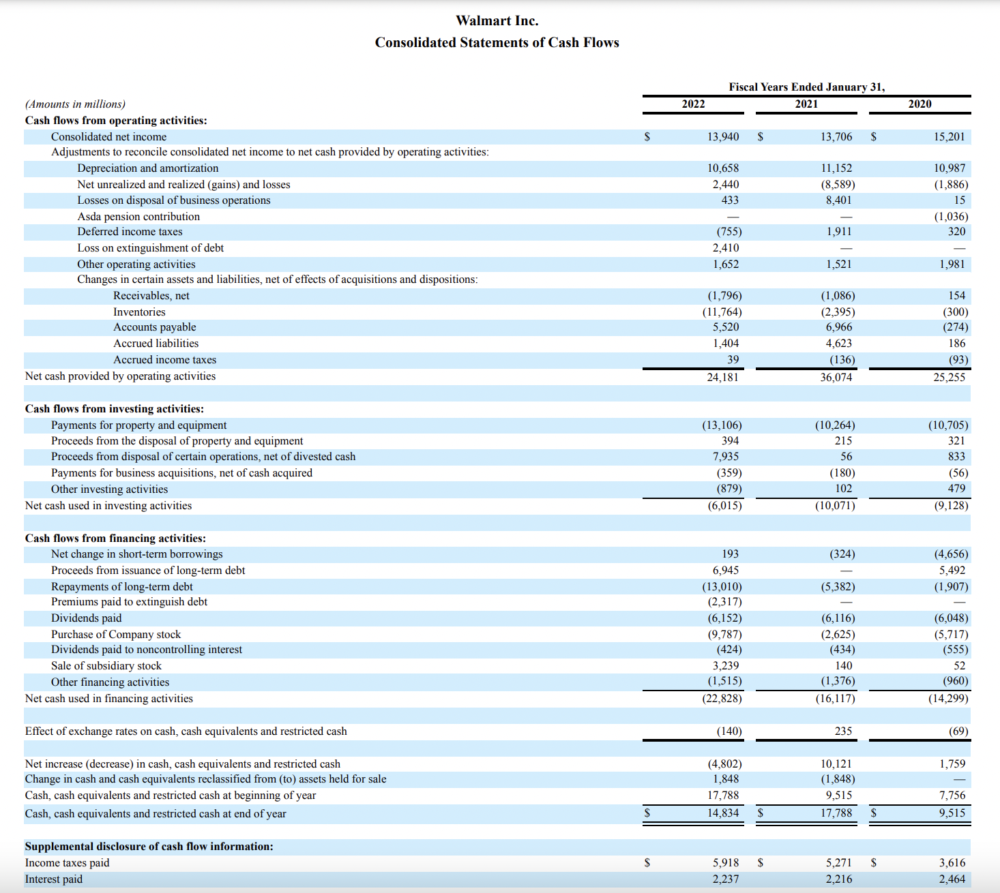 Walmart Inc.
Consolidated Statements of Cash Flows
Fiscal Years Ended January 31,
(Amounts in millions) 2022 2021 2020
Cash flows from operating activities:
Consolidated net income $ 13,940 $ 13,706 $ 15,201
Adjustments to reconcile consolidated net income to net cash provided by operating activities:
Depreciation and amortization 10,658 11,152 10,987
Net unrealized and realized (gains) and losses 2,440 (8,589) (1,886)
Losses on disposal of business operations 433 8,401 15
Asda pension contribution — — (1,036)
Deferred income taxes (755) 1,911 320
Loss on extinguishment of debt 2,410 — —
Other operating activities 1,652 1,521 1,981
Changes in certain assets and liabilities, net of effects of acquisitions and dispositions:
Receivables, net (1,796) (1,086) 154
Inventories (11,764) (2,395) (300)
Accounts payable 5,520 6,966 (274)
Accrued liabilities 1,404 4,623 186
Accrued income taxes 39 (136) (93)
Net cash provided by operating activities 24,181 36,074 25,255
Cash flows from investing activities:
Payments for property and equipment (13,106) (10,264) (10,705)
Proceeds from the disposal of property and equipment 394 215 321
Proceeds from disposal of certain operations, net of divested cash 7,935 56 833
Payments for business acquisitions, net of cash acquired (359) (180) (56)
Other investing activities (879) 102 479
Net cash used in investing activities (6,015) (10,071) (9,128)
Cash flows from financing activities:
Net change in short-term borrowings 193 (324) (4,656)
Proceeds from issuance of long-term debt 6,945 — 5,492
Repayments of long-term debt (13,010) (5,382) (1,907)
Premiums paid to extinguish debt (2,317) — —
Dividends paid (6,152) (6,116) (6,048)
Purchase of Company stock (9,787) (2,625) (5,717)
Dividends paid to noncontrolling interest (424) (434) (555)
Sale of subsidiary stock 3,239 140 52
Other financing activities (1,515) (1,376) (960)
Net cash used in financing activities (22,828) (16,117) (14,299)
Effect of exchange rates on cash, cash equivalents and restricted cash (140) 235 (69)
Net increase (decrease) in cash, cash equivalents and restricted cash (4,802) 10,121 1,759
Change in cash and cash equivalents reclassified from (to) assets held for sale 1,848 (1,848) —
Cash, cash equivalents and restricted cash at beginning of year 17,788 9,515 7,756
Cash, cash equivalents and restricted cash at end of year $ 14,834 $ 17,788 $ 9,515
Supplemental disclosure of cash flow information:
Income taxes paid $ 5,918 $ 5,271 $ 3,616
Interest paid 2,237 2,216 2,464